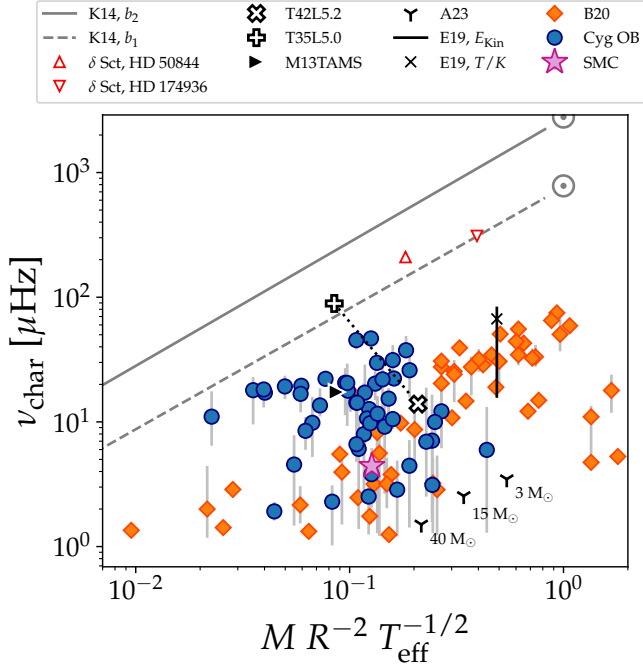 K14, b₂
K14, b₁
δ Sct, HD 50844
δ Sct, HD 174936
T42L5.2
T35L5.0
M13TAMS
A23
E19, E_Kin
E19, T/K
B20
Cyg OB
SMC
ν_char [μHz]
10³
10²
10¹
10⁰
3 M☉
15 M☉
40 M☉
10⁻² 10⁻¹ 10⁰
M R⁻² T_eff^{-1/2}